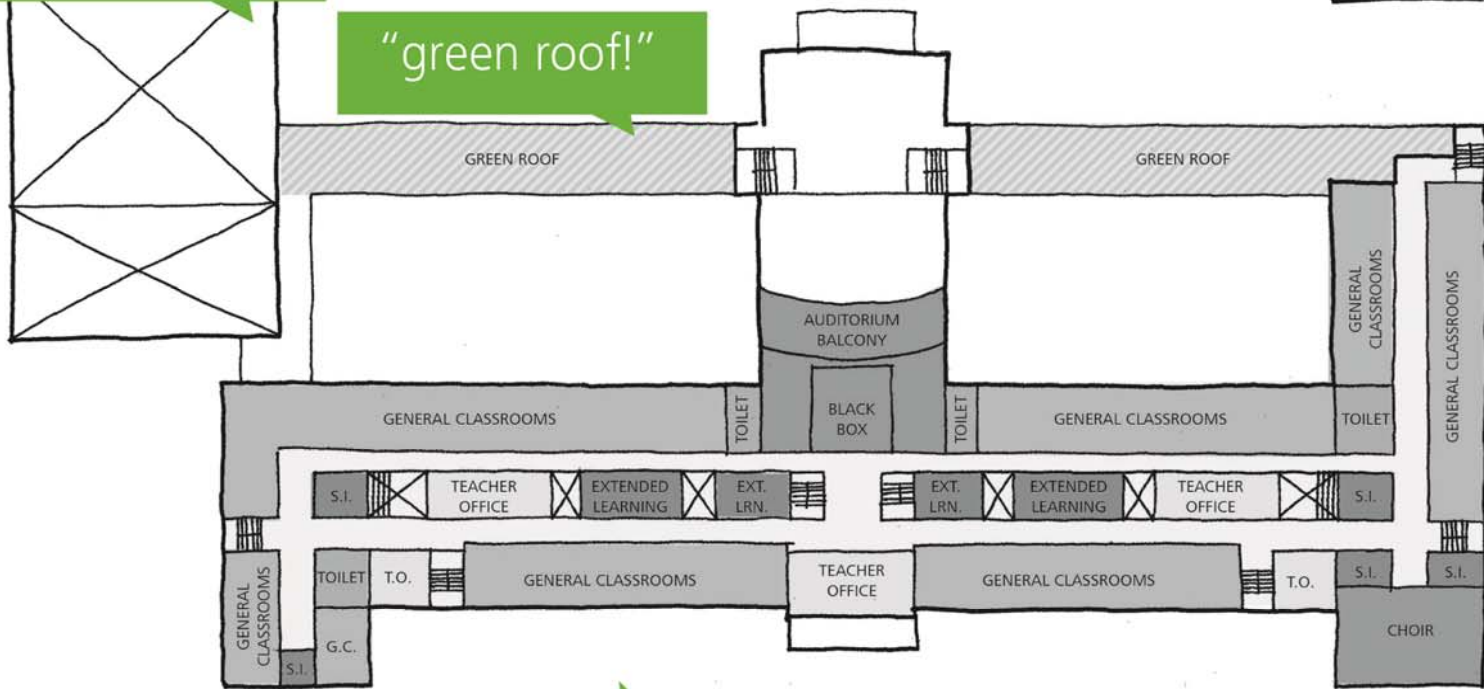 “green roof!”
GREEN ROOF
GREEN ROOF
AUDITORIUM
BALCONY
GENERAL
CLASSROOMS
GENERAL CLASSROOMS
GENERAL CLASSROOMS
TOILET
BLACK
BOX
TOILET
GENERAL CLASSROOMS
TOILET
S.I.
TEACHER
OFFICE
EXTENDED
LEARNING
EXT.
LRN.
EXT.
LRN.
EXTENDED
LEARNING
TEACHER
OFFICE
S.I.
GENERAL
CLASSROOMS
TOILET
T.O.
GENERAL CLASSROOMS
TEACHER
OFFICE
GENERAL CLASSROOMS
T.O.
S.I.
S.I.
G.C.
S.I.
CHOIR